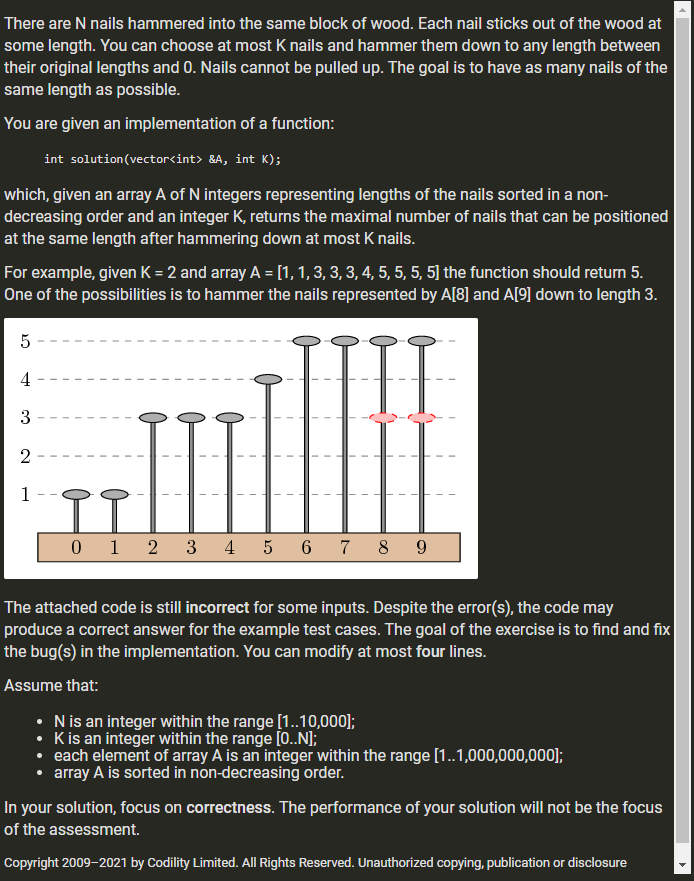 There are N nails hammered into the same block of wood. Each nail sticks out of the wood at
some length. You can choose at most K nails and hammer them down to any length between
their original lengths and 0. Nails cannot be pulled up. The goal is to have as many nails of the
same length as possible.
You are given an implementation of a function:
int solution(vector<int> &A, int K);
which, given an array A of N integers representing lengths of the nails sorted in a non-
decreasing order and an integer K, returns the maximal number of nails that can be positioned
at the same length after hammering down at most K nails.
For example, given K = 2 and array A = [1, 1, 3, 3, 3, 4, 5, 5, 5, 5] the function should return 5.
One of the possibilities is to hammer the nails represented by A[8] and A[9] down to length 3.
5
4
3
2
1
0 1 2 3 4 5 6 7 8 9
The attached code is still incorrect for some inputs. Despite the error(s), the code may
produce a correct answer for the example test cases. The goal of the exercise is to find and fix
the bug(s) in the implementation. You can modify at most four lines.
Assume that:
• N is an integer within the range [1..10,000];
• K is an integer within the range [0..N];
• each element of array A is an integer within the range [1..1,000,000,000];
• array A is sorted in non-decreasing order.
In your solution, focus on correctness. The performance of your solution will not be the focus
of the assessment.
Copyright 2009–2021 by Codility Limited. All Rights Reserved. Unauthorized copying, publication or disclosure